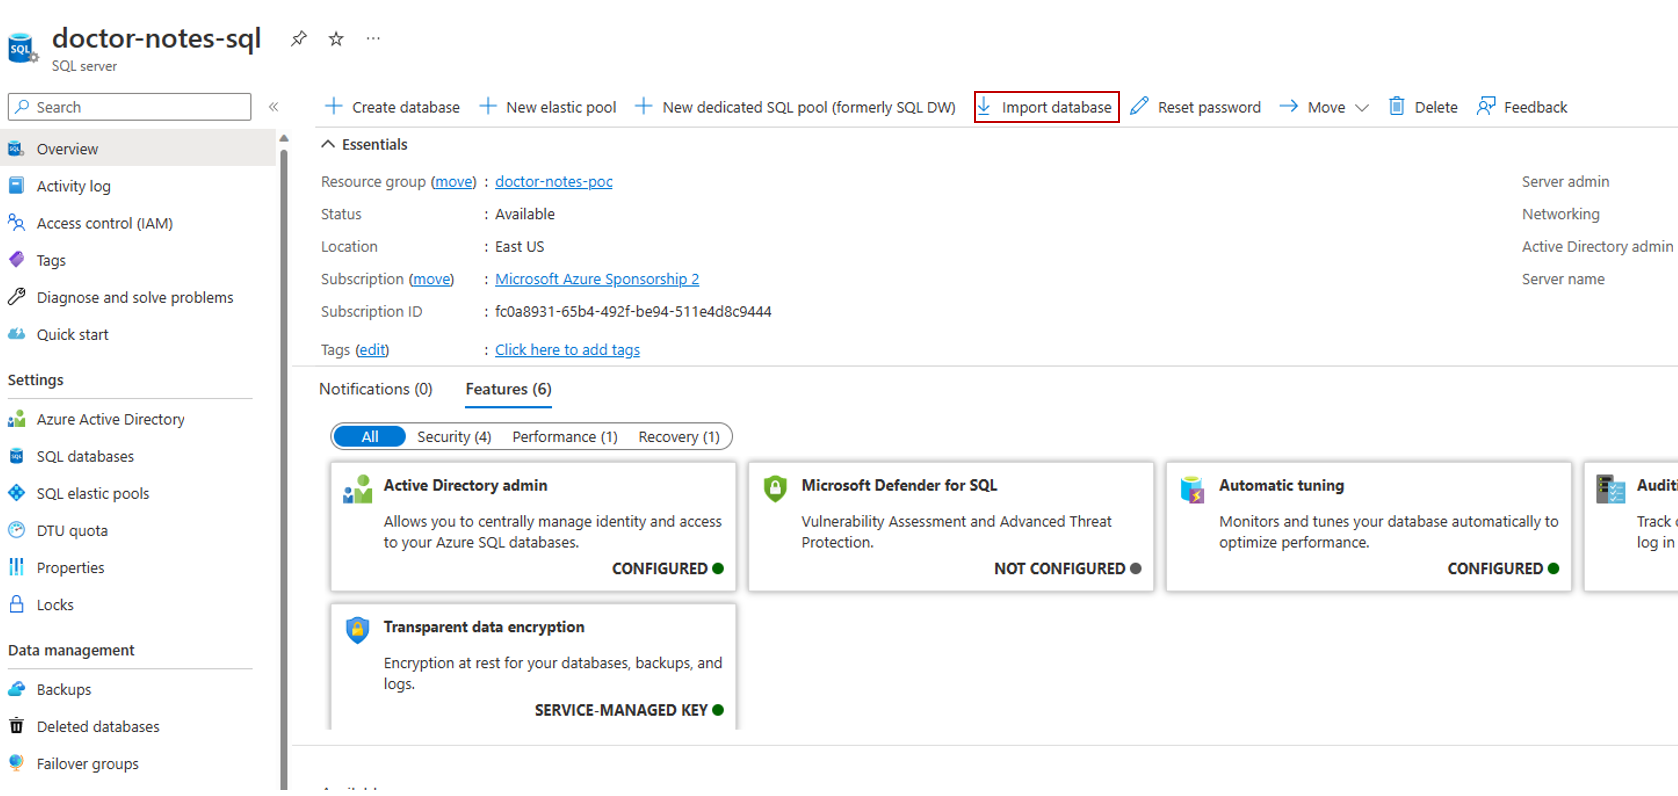 doctor-notes-sql
SQL server
Search
Overview
Activity log
Access control (IAM)
Tags
Diagnose and solve problems
Quick start
Settings
Azure Active Directory
SQL databases
SQL elastic pools
DTU quota
Properties
Locks
Data management
Backups
Deleted databases
Failover groups
Create database New elastic pool New dedicated SQL pool (formerly SQL DW) Import database Reset password Move Delete Feedback
Essentials
Resource group (move) : doctor-notes-poc
Status : Available
Location : East US
Subscription (move) : Microsoft Azure Sponsorship 2
Subscription ID : fc0a8931-65b4-492f-be94-511e4d8c9444
Tags (edit) : Click here to add tags
Server admin
Networking
Active Directory admin
Server name
Notifications (0) Features (6)
All Security (4) Performance (1) Recovery (1)
Active Directory admin
Allows you to centrally manage identity and access
to your Azure SQL databases.
CONFIGURED
Microsoft Defender for SQL
Vulnerability Assessment and Advanced Threat
Protection.
NOT CONFIGURED
Automatic tuning
Monitors and tunes your database automatically to
optimize performance.
CONFIGURED
Auditi
Track
log in
Transparent data encryption
Encryption at rest for your databases, backups, and
logs.
SERVICE-MANAGED KEY